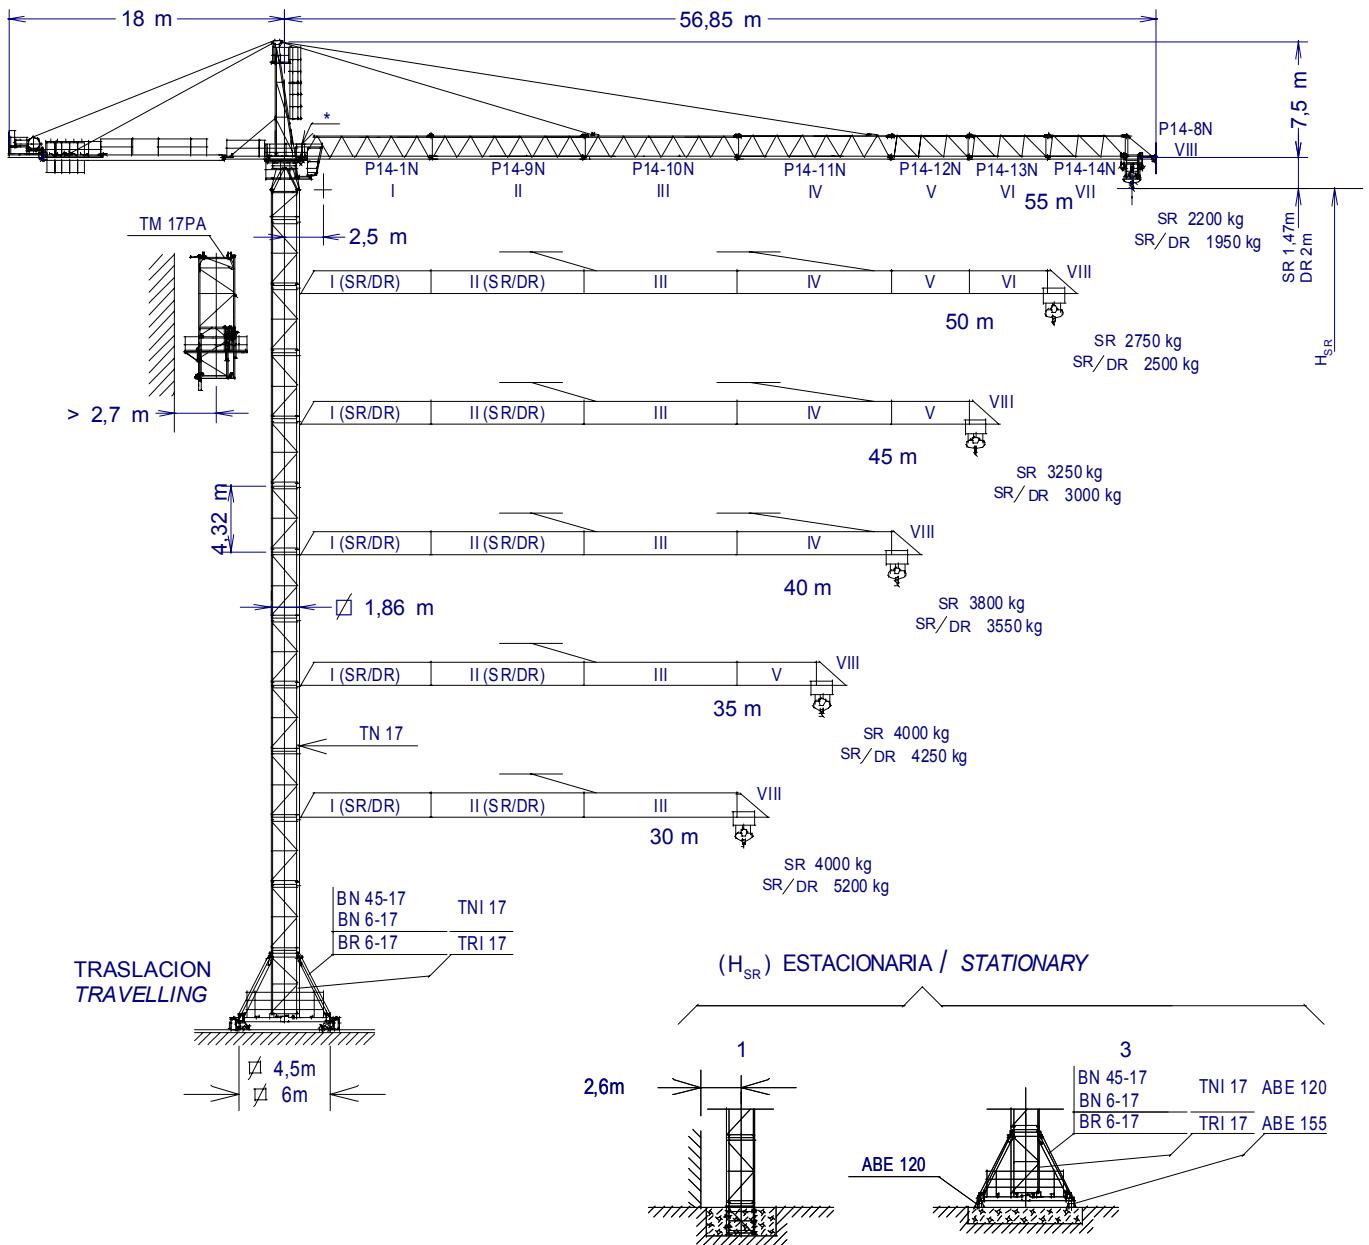 18 m
56,85 m
7,5 m
*
P14-8N
VIII
P14-1N
P14-9N
P14-10N
P14-11N
P14-12N
P14-13N
P14-14N
I
II
III
IV
V
VI
VII
55 m
SR 2200 kg
SR/DR 1950 kg
SR 1,47m
DR 2m
HSR
TM 17PA
2,5 m
I (SR/DR)
II (SR/DR)
III
IV
V
VI
VIII
50 m
SR 2750 kg
SR/DR 2500 kg
> 2,7 m
I (SR/DR)
II (SR/DR)
III
IV
V
VIII
45 m
SR 3250 kg
SR/DR 3000 kg
4,32 m
I (SR/DR)
II (SR/DR)
III
IV
VIII
40 m
SR 3800 kg
SR/DR 3550 kg
1,86 m
I (SR/DR)
II (SR/DR)
III
V
VIII
35 m
SR 4000 kg
SR/DR 4250 kg
TN 17
I (SR/DR)
II (SR/DR)
III
VIII
30 m
SR 4000 kg
SR/DR 5200 kg
BN 45-17
BN 6-17
TNI 17
BR 6-17
TRI 17
TRASLACION
TRAVELLING
4,5m
6m
(HSR) ESTACIONARIA / STATIONARY
1
2,6m
3
BN 45-17
BN 6-17
TNI 17 ABE 120
BR 6-17
TRI 17 ABE 155
ABE 120